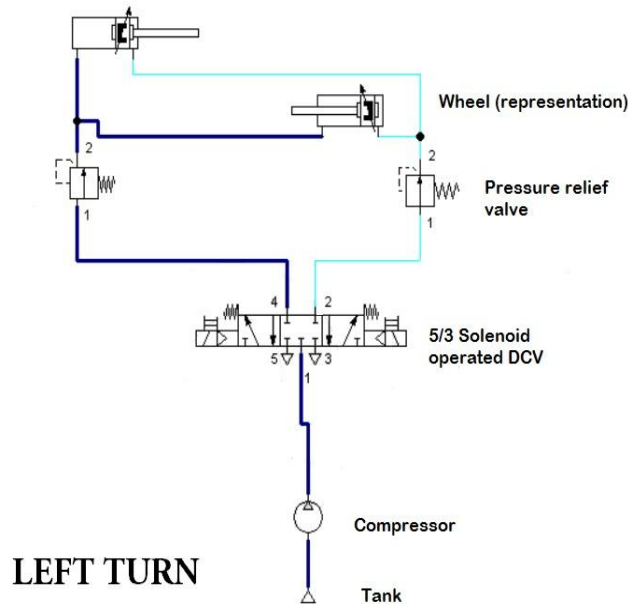 Wheel (representation)
2
2
Pressure relief
valve
1
1
4
2
5/3 Solenoid
operated DCV
5
3
1
Compressor
LEFT TURN
Tank